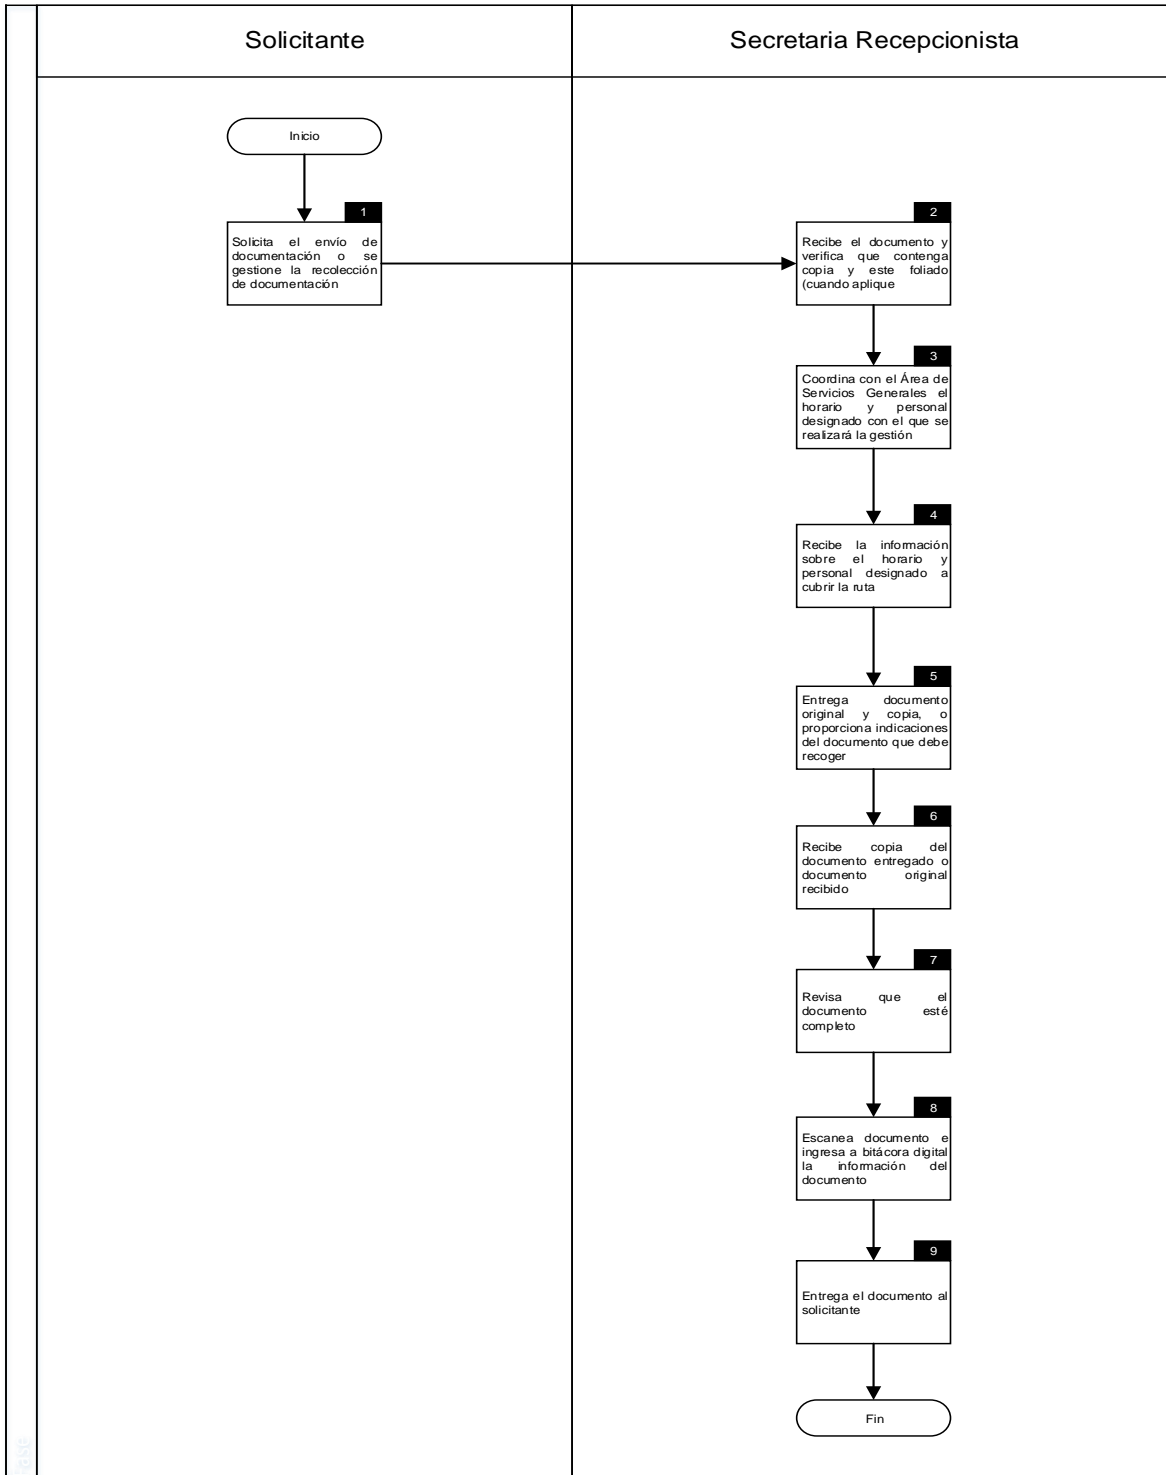 Solicitante
Secretaria Recepcionista
Inicio
1
Solicita el envío de
documentación o se
gestione la recolección
de documentación
2
Recibe el documento y
verifica que contenga
copia y este foliado
(cuando aplique
3
Coordina con el Área de
Servicios Generales el
horario y personal
designado con el que se
realizará la gestión
4
Recibe la información
sobre el horario y
personal designado a
cubrir la ruta
5
Entrega documento
original y copia, o
proporciona indicaciones
del documento que debe
recoger
6
Recibe copia del
documento entregado o
documento original
recibido
7
Revisa que el
documento esté
completo
8
Escanea documento e
ingresa a bitácora digital
la información del
documento
9
Entrega el documento al
solicitante
Fin
Fase